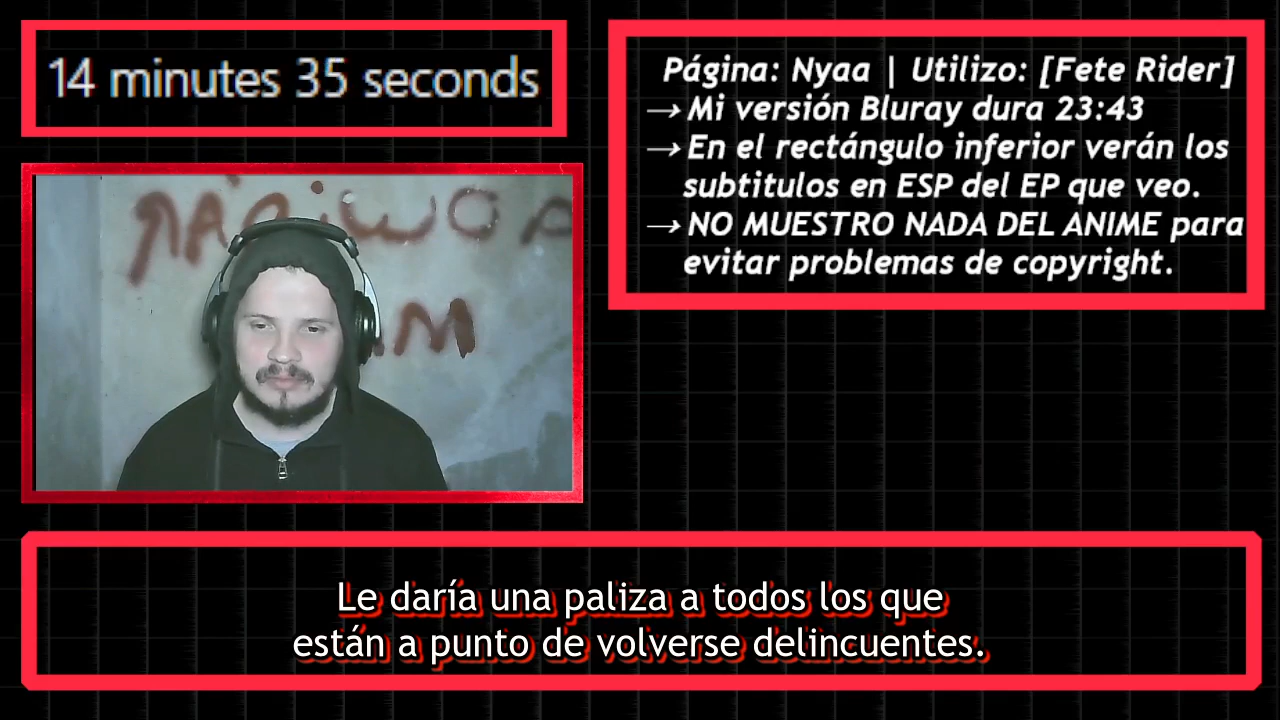 14 minutes 35 seconds
Página: Nyaa | Utilizo: [Fete Rider]
→ Mi versión Bluray dura 23:43
→ En el rectángulo inferior verán los
subtitulos en ESP del EP que veo.
→ NO MUESTRO NADA DEL ANIME para
evitar problemas de copyright.
Le daría una paliza a todos los que
están a punto de volverse delincuentes.